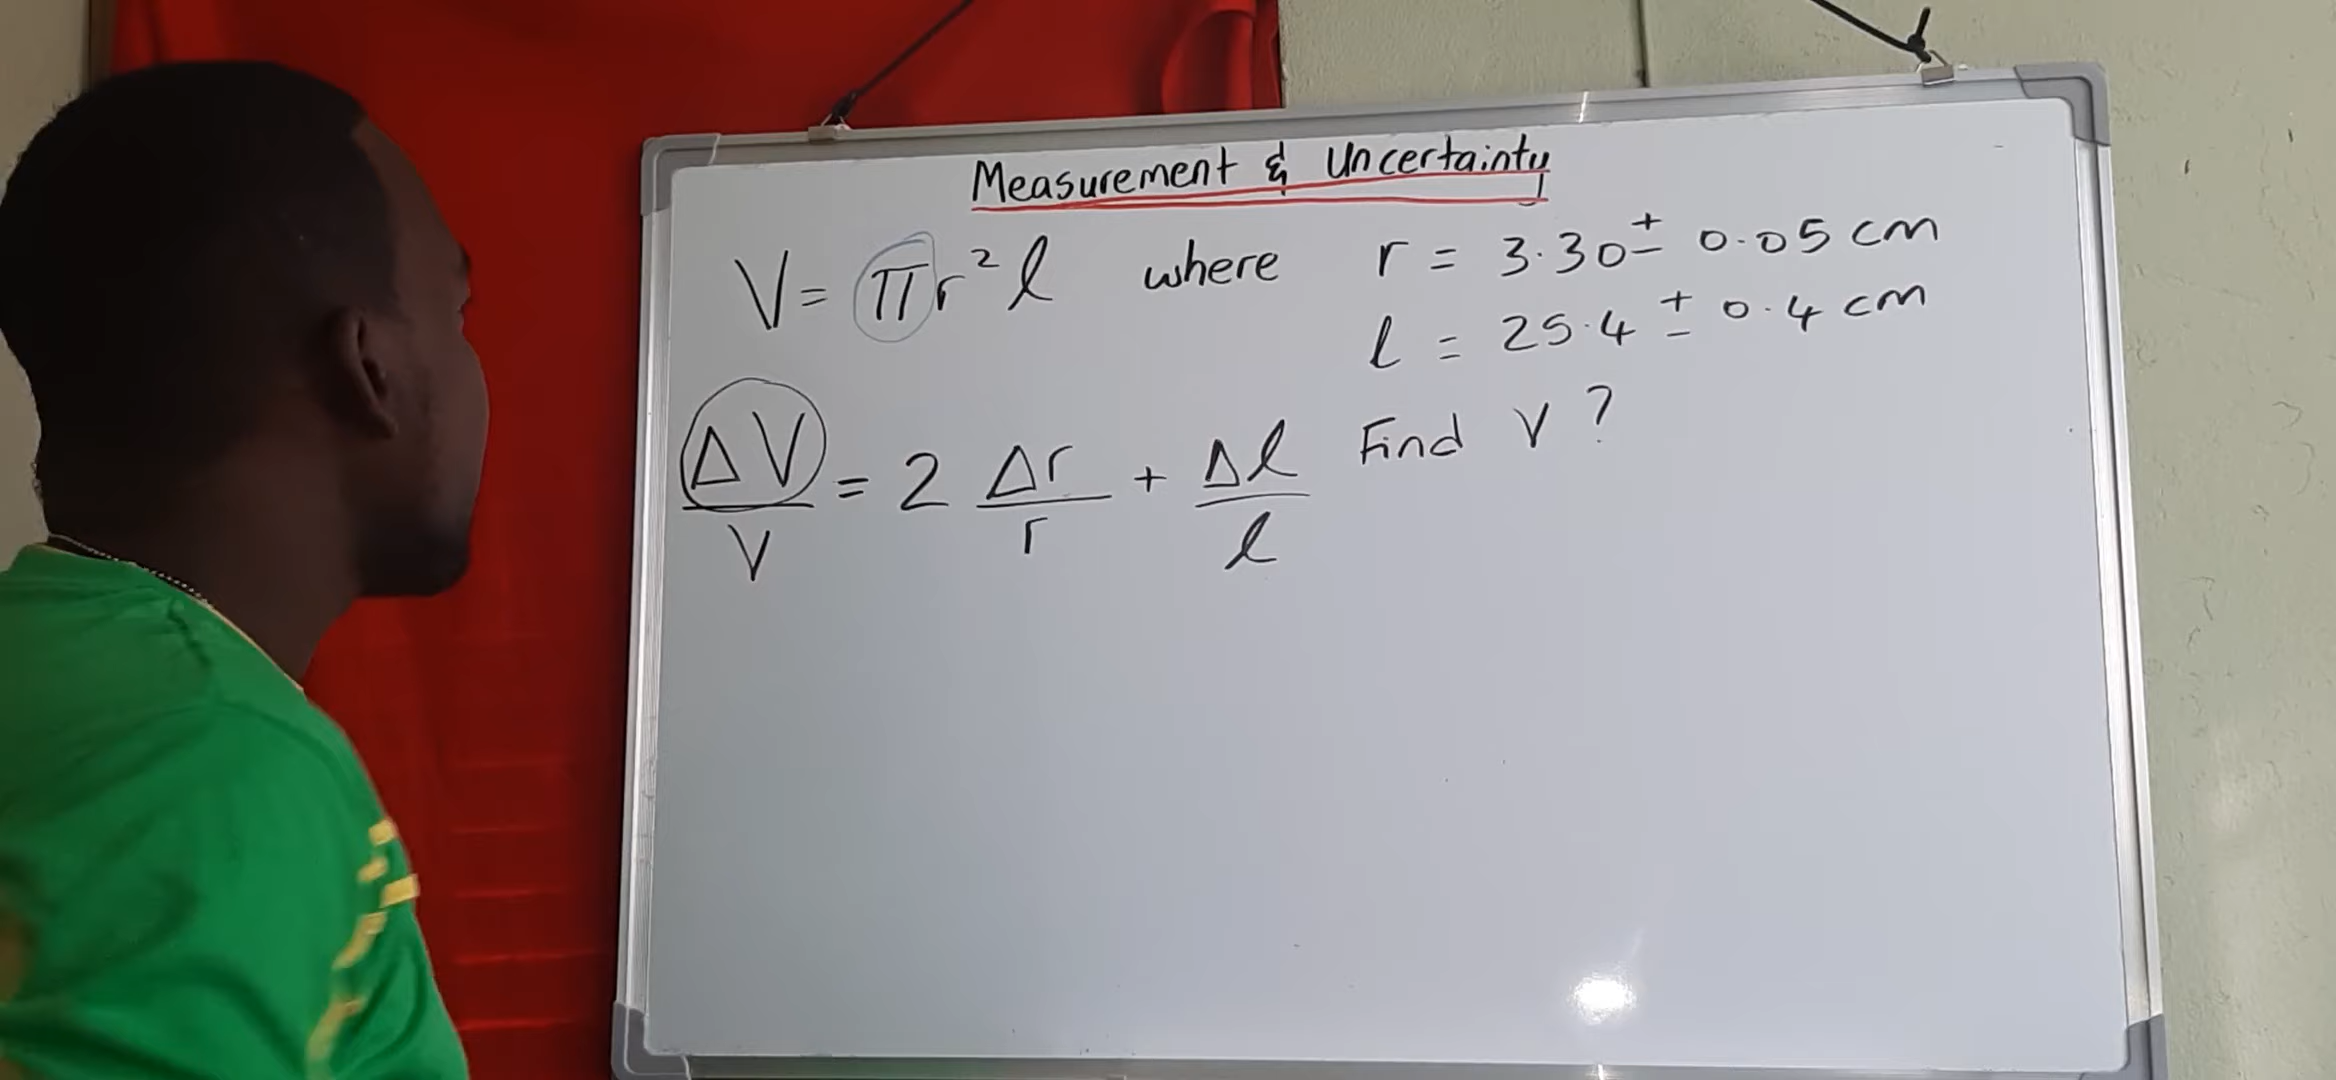 Measurement & Uncertainty
V = πr²l where r = 3.30 ± 0.05 cm
l = 25.4 ± 0.4 cm
Find V?
ΔV/V = 2 Δr/r + Δl/l